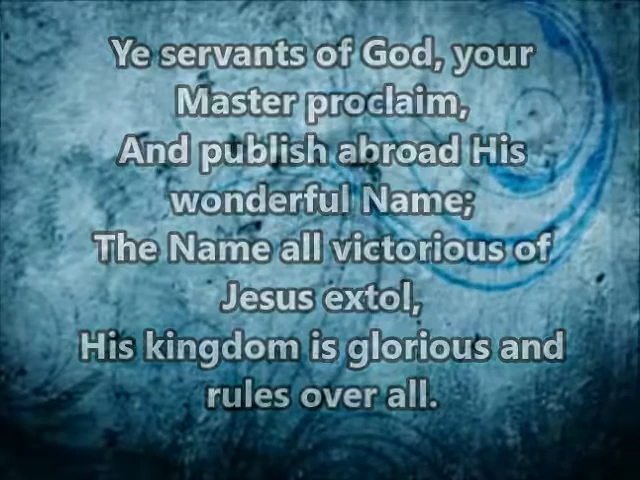 Ye servants of God, your
Master proclaim,
And publish abroad His
wonderful Name;
The Name all victorious of
Jesus extol,
His kingdom is glorious and
rules over all.